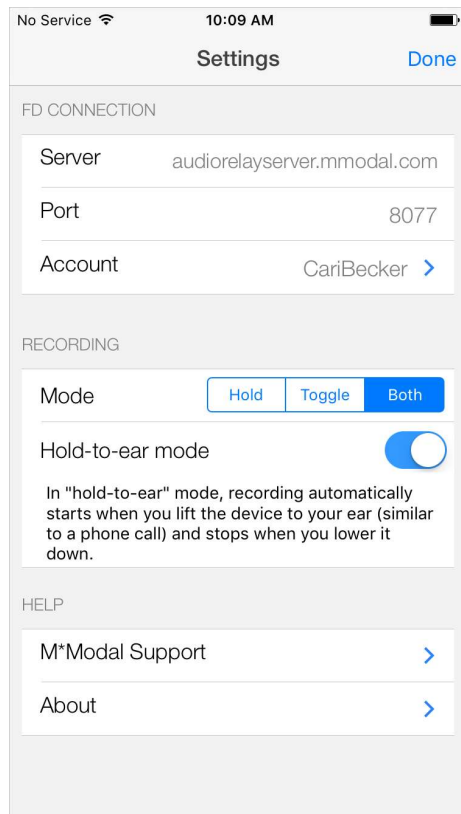 No Service 10:09 AM
Settings Done
FD CONNECTION
Server audiorelayserver.mmodal.com
Port 8077
Account CariBecker
RECORDING
Mode Hold Toggle Both
Hold-to-ear mode
In "hold-to-ear" mode, recording automatically
starts when you lift the device to your ear (similar
to a phone call) and stops when you lower it
down.
HELP
M*Modal Support
About